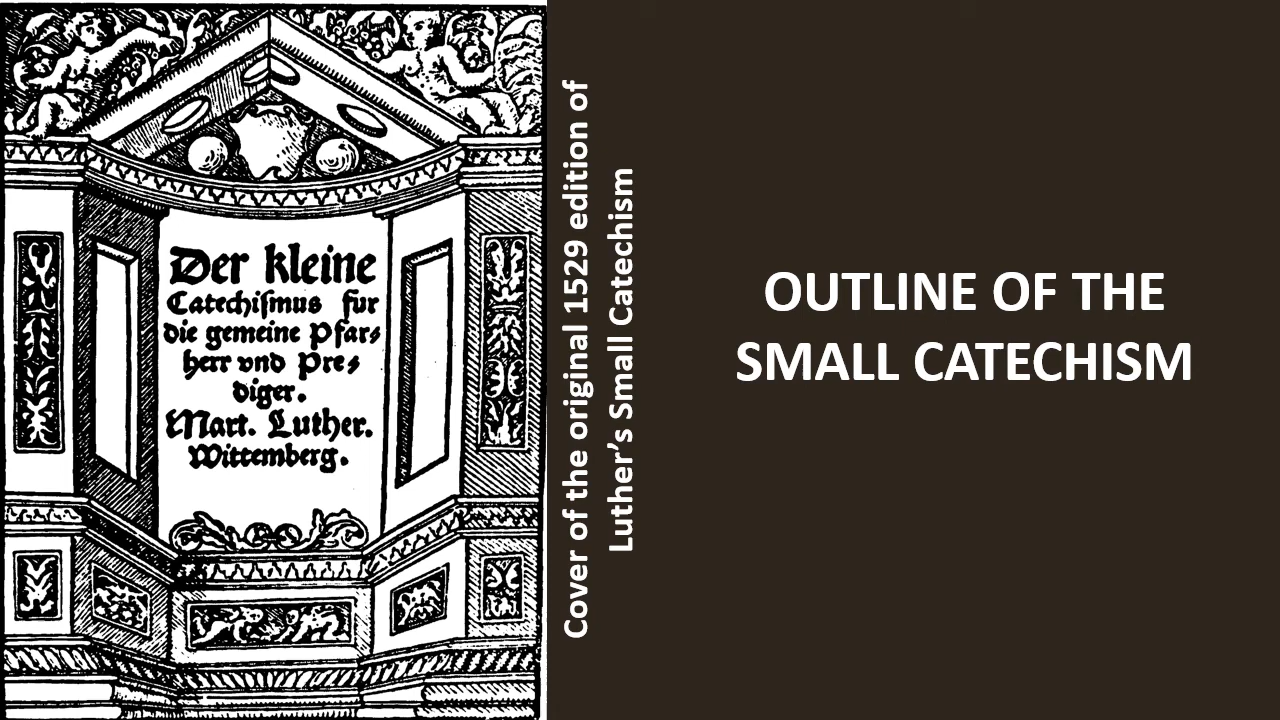 Der kleine
Catechiſmus fur
die gemeine Pfar⸗
herr vnd Pre⸗
diger.
Mart. Luther.
Wittemberg.
Cover of the original 1529 edition of
Luther’s Small Catechism
OUTLINE OF THE
SMALL CATECHISM